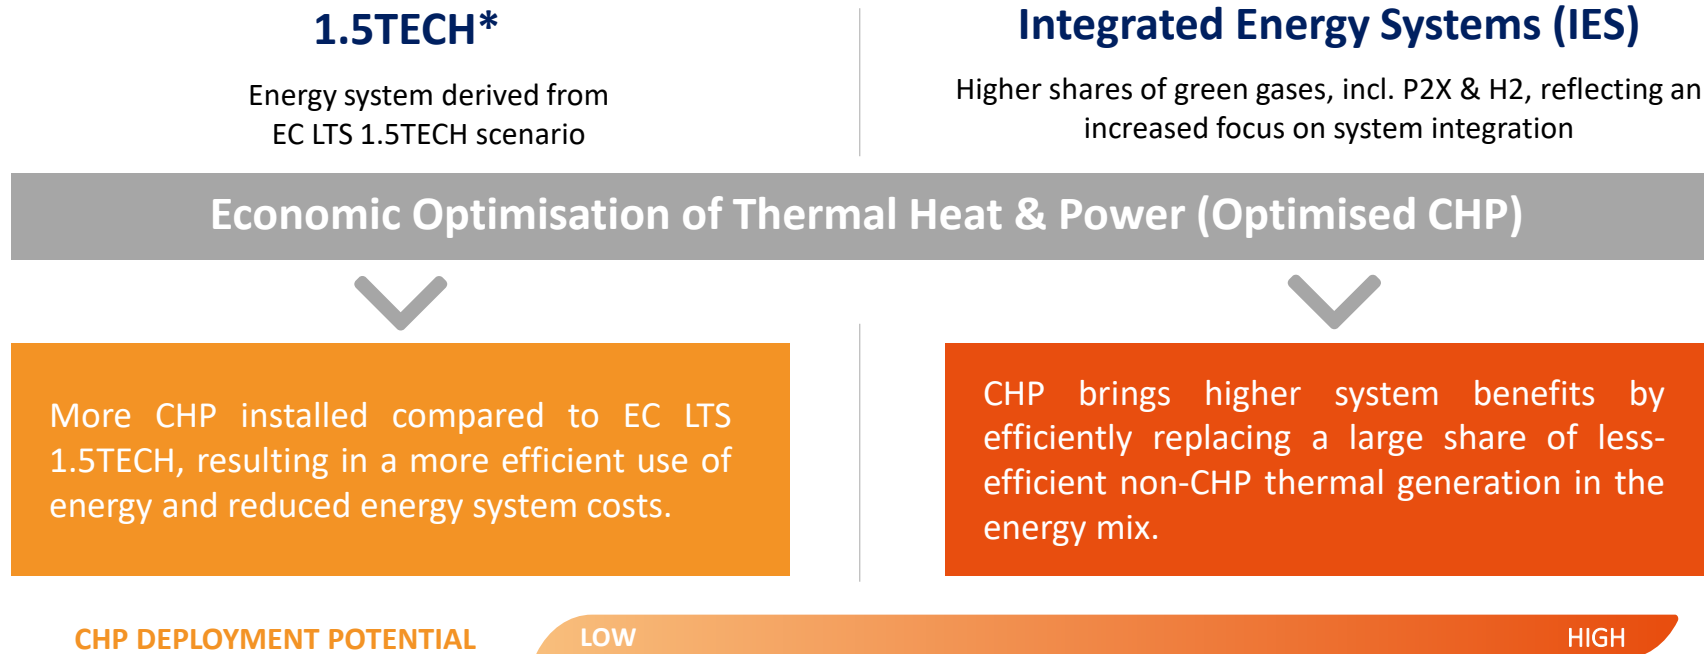 1.5TECH*
Energy system derived from
EC LTS 1.5TECH scenario
Integrated Energy Systems (IES)
Higher shares of green gases, incl. P2X & H2, reflecting an
increased focus on system integration
Economic Optimisation of Thermal Heat & Power (Optimised CHP)
More CHP installed compared to EC LTS
1.5TECH, resulting in a more efficient use of
energy and reduced energy system costs.
CHP brings higher system benefits by
efficiently replacing a large share of less-
efficient non-CHP thermal generation in the
energy mix.
CHP DEPLOYMENT POTENTIAL
LOW
HIGH